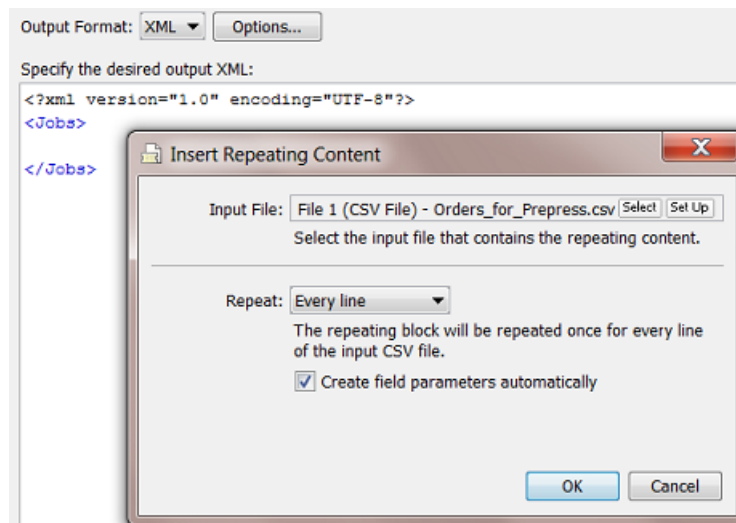 Output Format: XML Options...
Specify the desired output XML:
<?xml version="1.0" encoding="UTF-8"?>
<Jobs>
</Jobs>
Insert Repeating Content
X
Input File: File 1 (CSV File) - Orders_for_Prepress.csv Select Set Up
Select the input file that contains the repeating content.
Repeat: Every line
The repeating block will be repeated once for every line
of the input CSV file.
Create field parameters automatically
OK Cancel